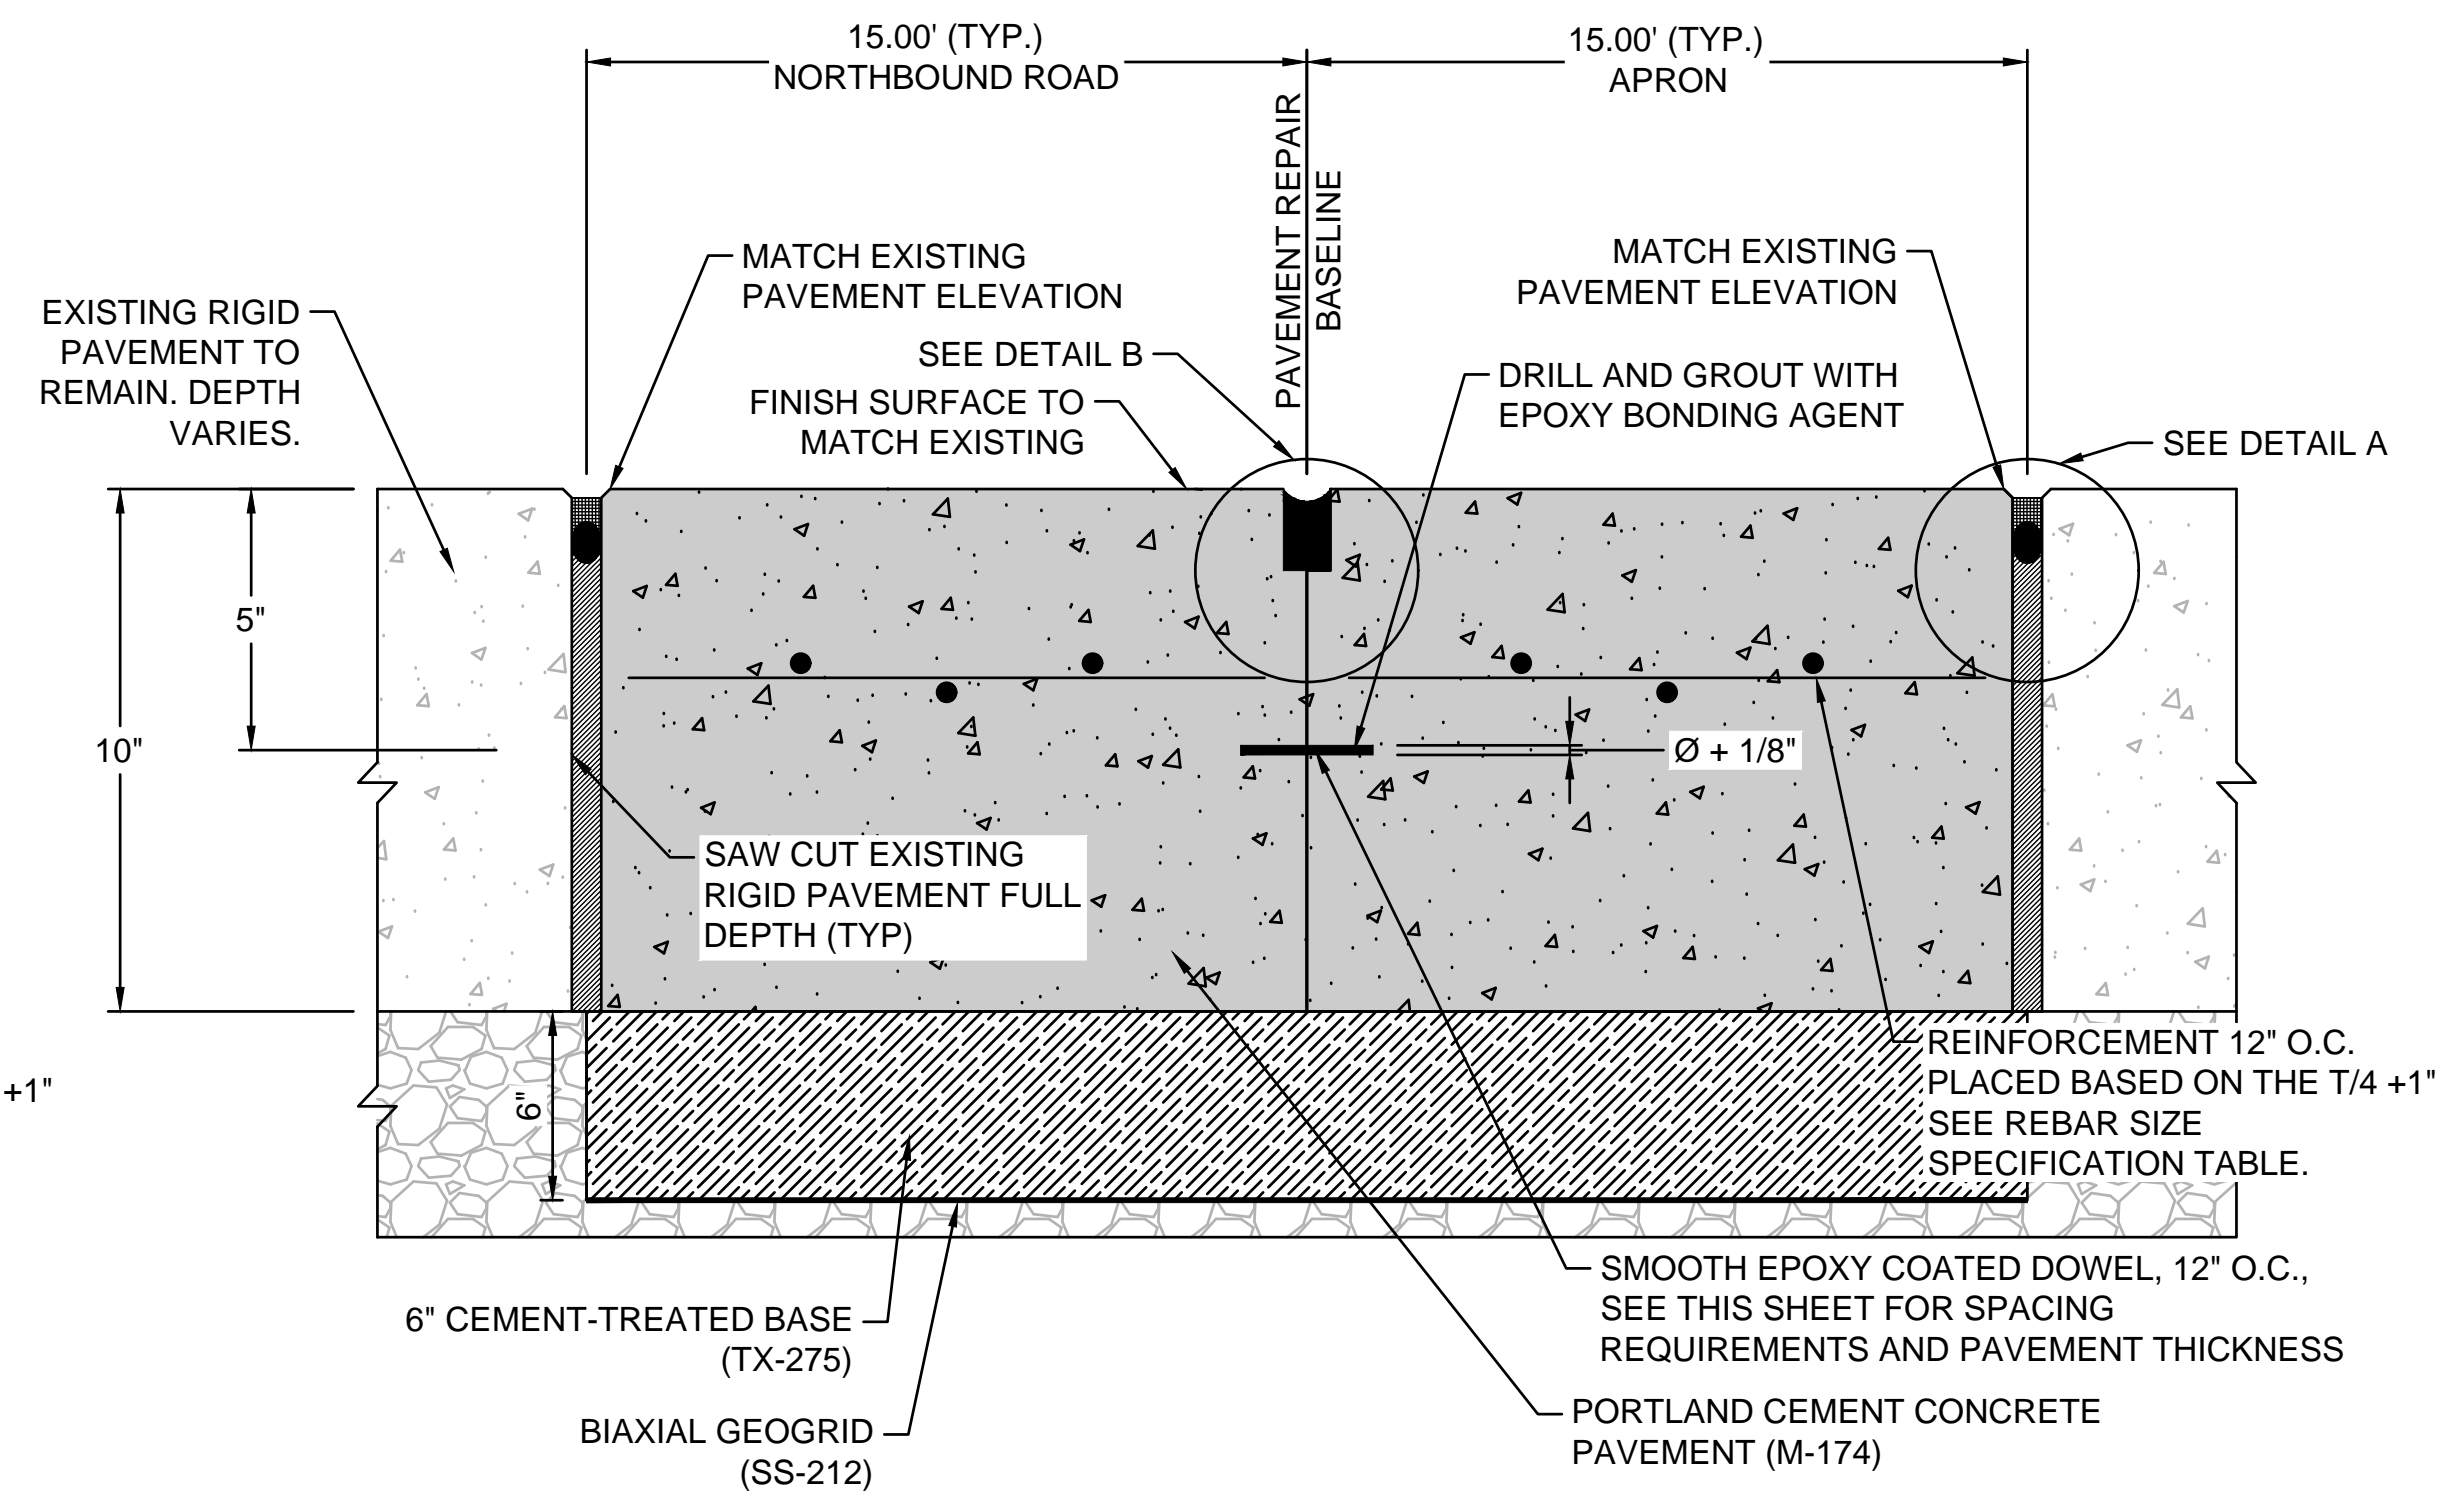 15.00' (TYP.)
NORTHBOUND ROAD
15.00' (TYP.)
APRON
PAVEMENT REPAIR
BASELINE
MATCH EXISTING
PAVEMENT ELEVATION
MATCH EXISTING
PAVEMENT ELEVATION
EXISTING RIGID
PAVEMENT TO
REMAIN. DEPTH
VARIES.
SEE DETAIL B
FINISH SURFACE TO
MATCH EXISTING
DRILL AND GROUT WITH
EPOXY BONDING AGENT
SEE DETAIL A
5"
10"
Ø + 1/8"
SAW CUT EXISTING
RIGID PAVEMENT FULL
DEPTH (TYP)
+1"
6"
REINFORCEMENT 12" O.C.
PLACED BASED ON THE T/4 +1"
SEE REBAR SIZE
SPECIFICATION TABLE.
6" CEMENT-TREATED BASE
(TX-275)
BIAXIAL GEOGRID
(SS-212)
SMOOTH EPOXY COATED DOWEL, 12" O.C.,
SEE THIS SHEET FOR SPACING
REQUIREMENTS AND PAVEMENT THICKNESS
PORTLAND CEMENT CONCRETE
PAVEMENT (M-174)